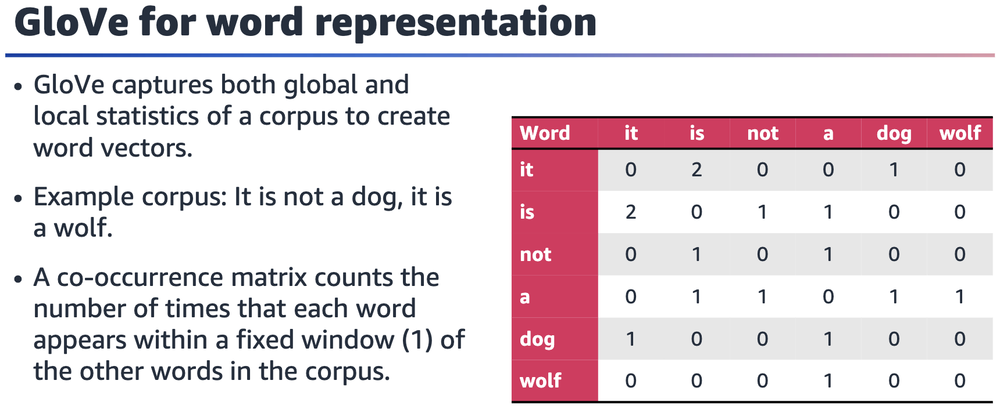 GloVe for word representation
• GloVe captures both global and
local statistics of a corpus to create
word vectors.
• Example corpus: It is not a dog, it is
a wolf.
• A co-occurrence matrix counts the
number of times that each word
appears within a fixed window (1) of
the other words in the corpus.
Word it is not a dog wolf
it 0 2 0 0 1 0
is 2 0 1 1 0 0
not 0 1 0 1 0 0
a 0 1 1 0 1 1
dog 1 0 0 1 0 0
wolf 0 0 0 1 0 0